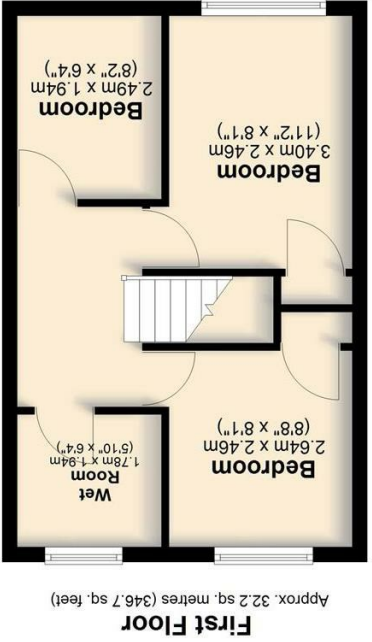 First Floor
Approx. 32.2 sq. metres (346.7 sq. feet)
Bedroom
2.64m x 2.46m
(8'8" x 8'1")
Wet
Room
1.78m x 1.94m
(5'10" x 6'4")
Bedroom
3.40m x 2.46m
(11'2" x 8'1")
Bedroom
2.49m x 1.94m
(8'2" x 6'4")